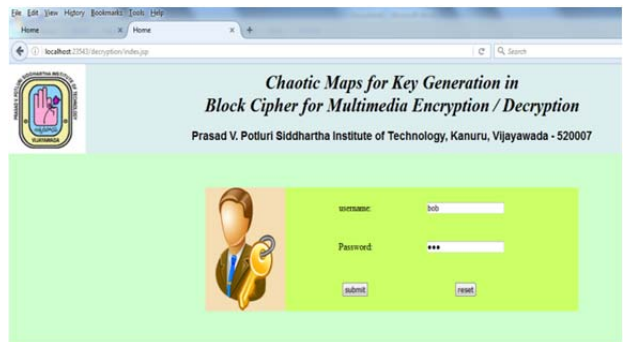 File Edit View History Bookmarks Tools Help
Home × Home × +
localhost:23543/decryption/index.jsp Search
Chaotic Maps for Key Generation in
Block Cipher for Multimedia Encryption / Decryption
Prasad V. Potluri Siddhartha Institute of Technology, Kanuru, Vijayawada - 520007
username: bob
Password: •••
submit reset